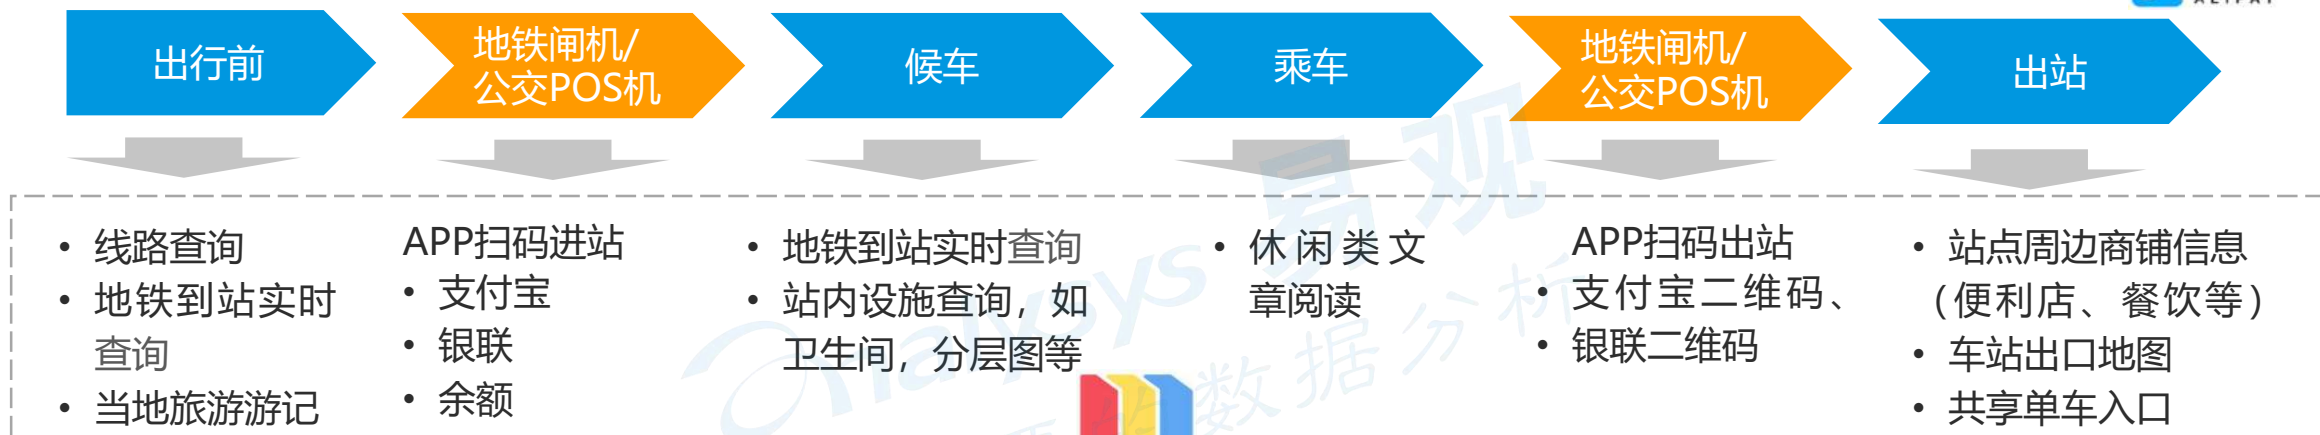 出行前
地铁闸机/
公交POS机
候车
乘车
地铁闸机/
公交POS机
出站
• 线路查询
• 地铁到站实时
查询
• 当地旅游游记
APP扫码进站
• 支付宝
• 银联
• 余额
• 地铁到站实时查询
• 站内设施查询，如
卫生间，分层图等
• 休闲类文
章阅读
APP扫码出站
• 支付宝二维码、
• 银联二维码
• 站点周边商铺信息
（便利店、餐饮等）
• 车站出口地图
• 共享单车入口
analysys 易观
数据分析